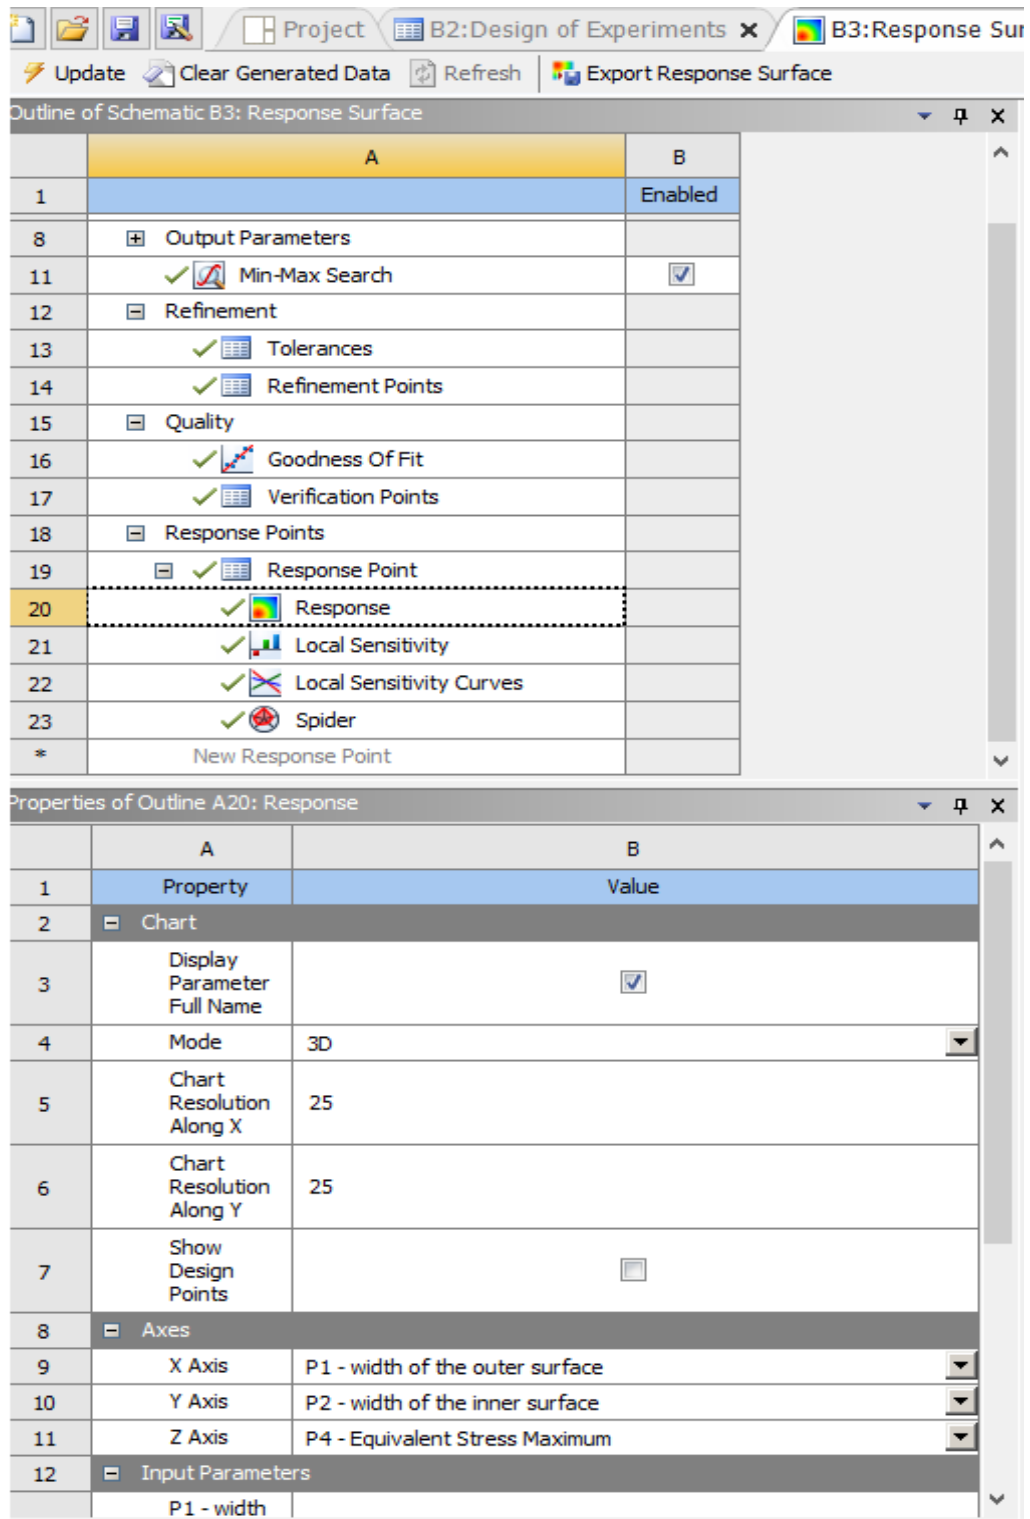 Project B2:Design of Experiments B3:Response Sur
Update Clear Generated Data Refresh Export Response Surface
Outline of Schematic B3: Response Surface
A B
1 Enabled
8 Output Parameters
11 Min-Max Search
12 Refinement
13 Tolerances
14 Refinement Points
15 Quality
16 Goodness Of Fit
17 Verification Points
18 Response Points
19 Response Point
20 Response
21 Local Sensitivity
22 Local Sensitivity Curves
23 Spider
* New Response Point
Properties of Outline A20: Response
A B
1 Property Value
2 Chart
3 Display
Parameter
Full Name
4 Mode 3D
5 Chart
Resolution
Along X
25
6 Chart
Resolution
Along Y
25
7 Show
Design
Points
8 Axes
9 X Axis P1 - width of the outer surface
10 Y Axis P2 - width of the inner surface
11 Z Axis P4 - Equivalent Stress Maximum
12 Input Parameters
P1 - width